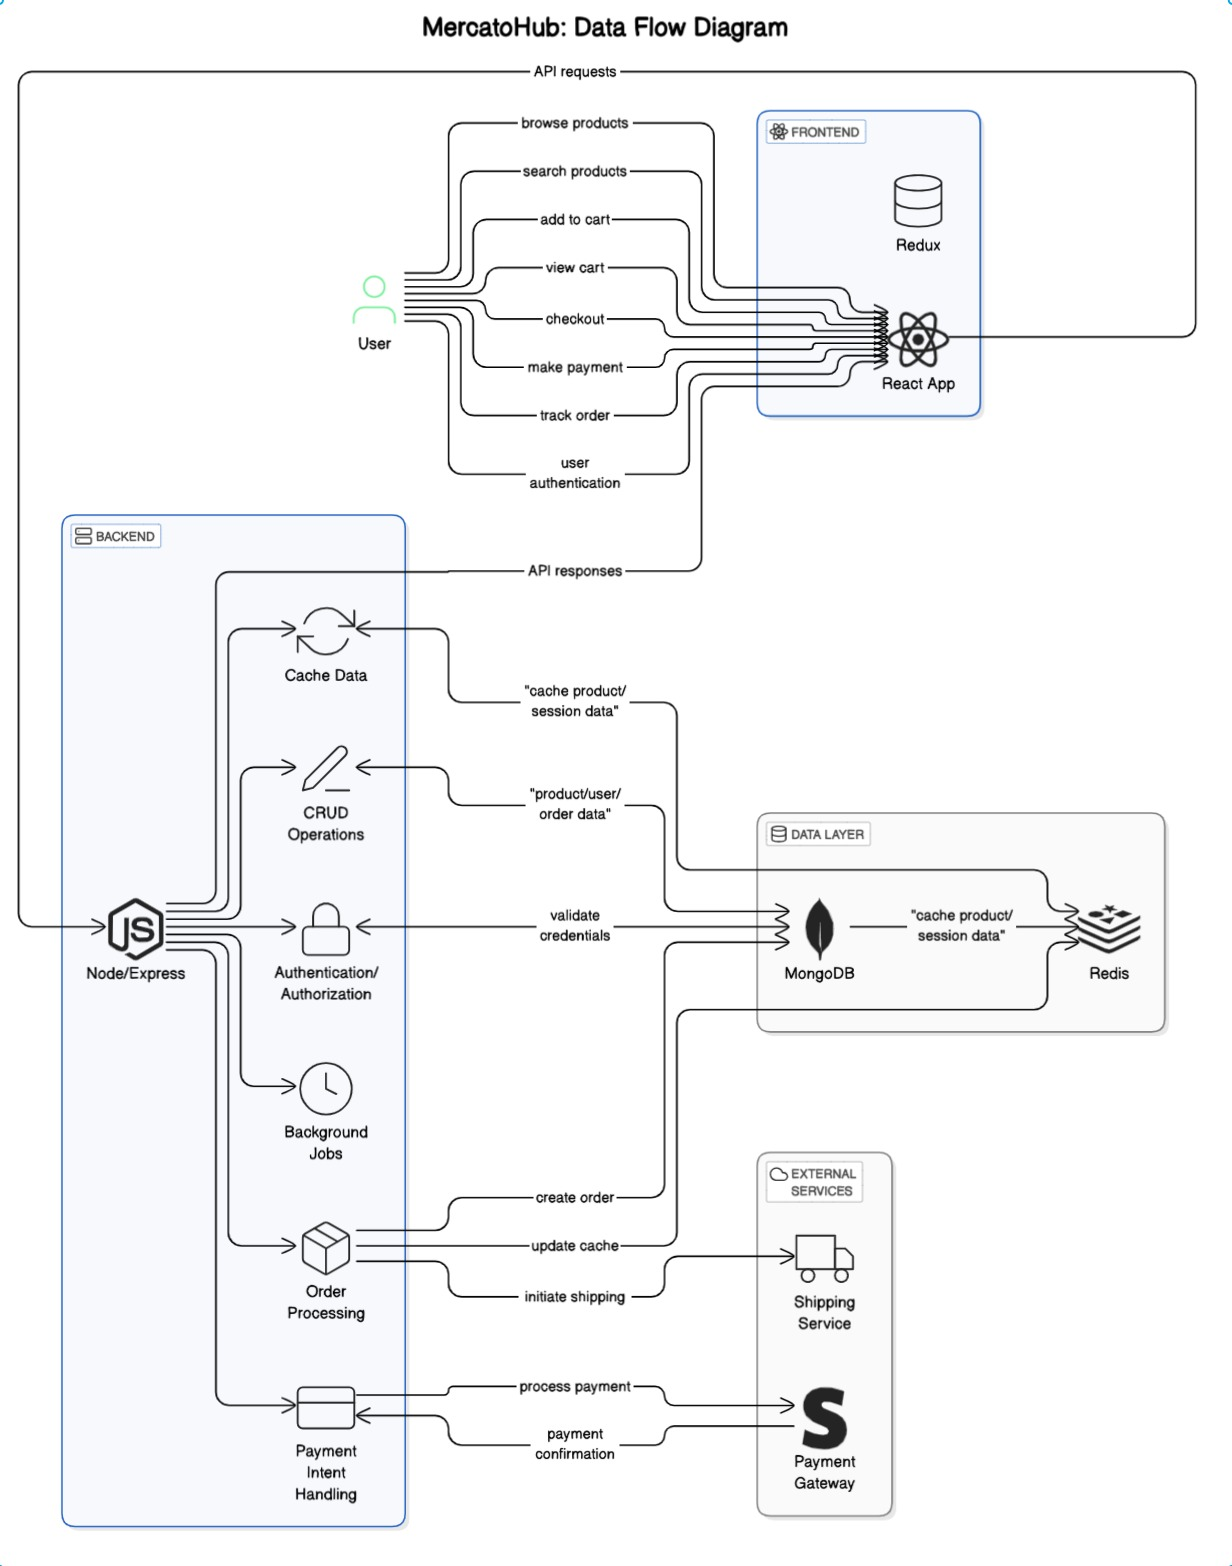 MercatoHub: Data Flow Diagram
API requests
browse products
FRONTEND
search products
add to cart
Redux
view cart
checkout
User
make payment
React App
track order
user
authentication
BACKEND
API responses
Cache Data
"cache product/
session data"
"product/user/
order data"
CRUD
Operations
DATA LAYER
JS
Node/Express
Authentication/
Authorization
validate
credentials
MongoDB
"cache product/
session data"
Redis
Background
Jobs
EXTERNAL
SERVICES
create order
update cache
initiate shipping
Order
Processing
Shipping
Service
process payment
payment
confirmation
S
Payment
Gateway
Payment
Intent
Handling